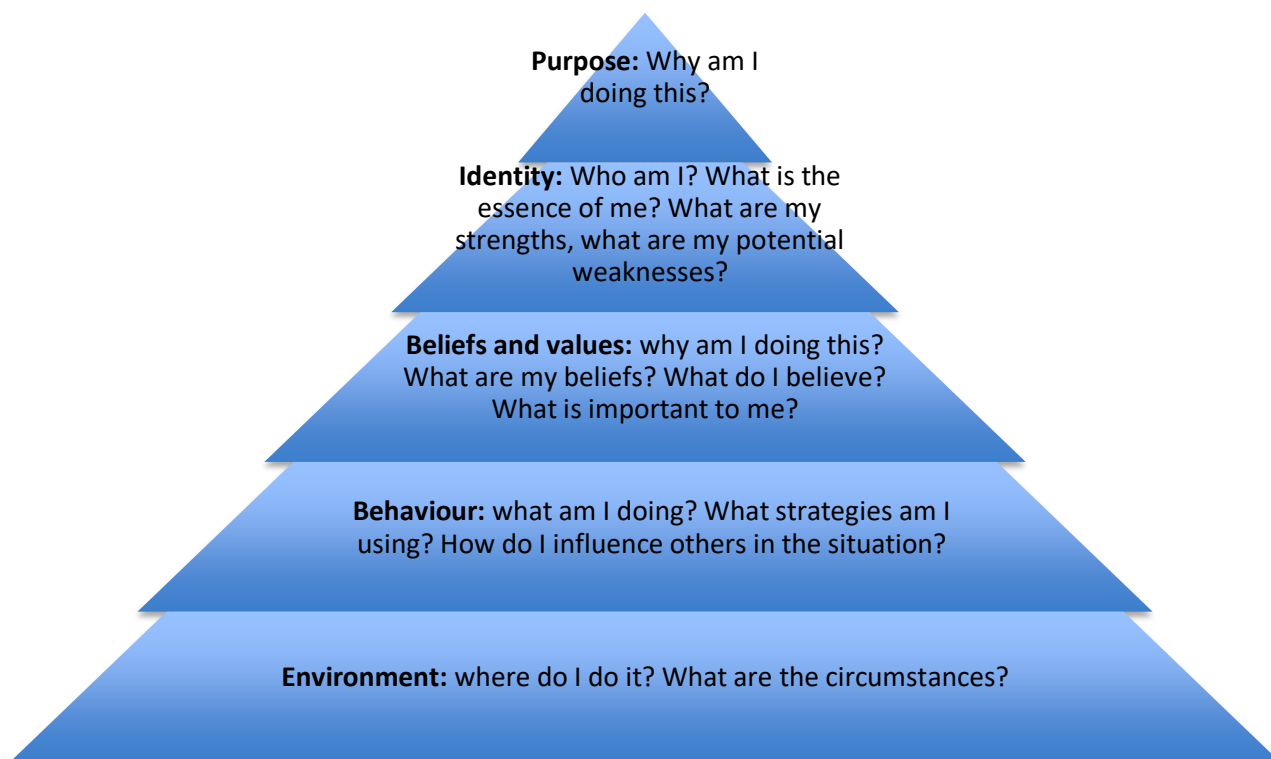 Purpose: Why am I
doing this?
Identity: Who am I? What is the
essence of me? What are my
strengths, what are my potential
weaknesses?
Beliefs and values: why am I doing this?
What are my beliefs? What do I believe?
What is important to me?
Behaviour: what am I doing? What strategies am I
using? How do I influence others in the situation?
Environment: where do I do it? What are the circumstances?